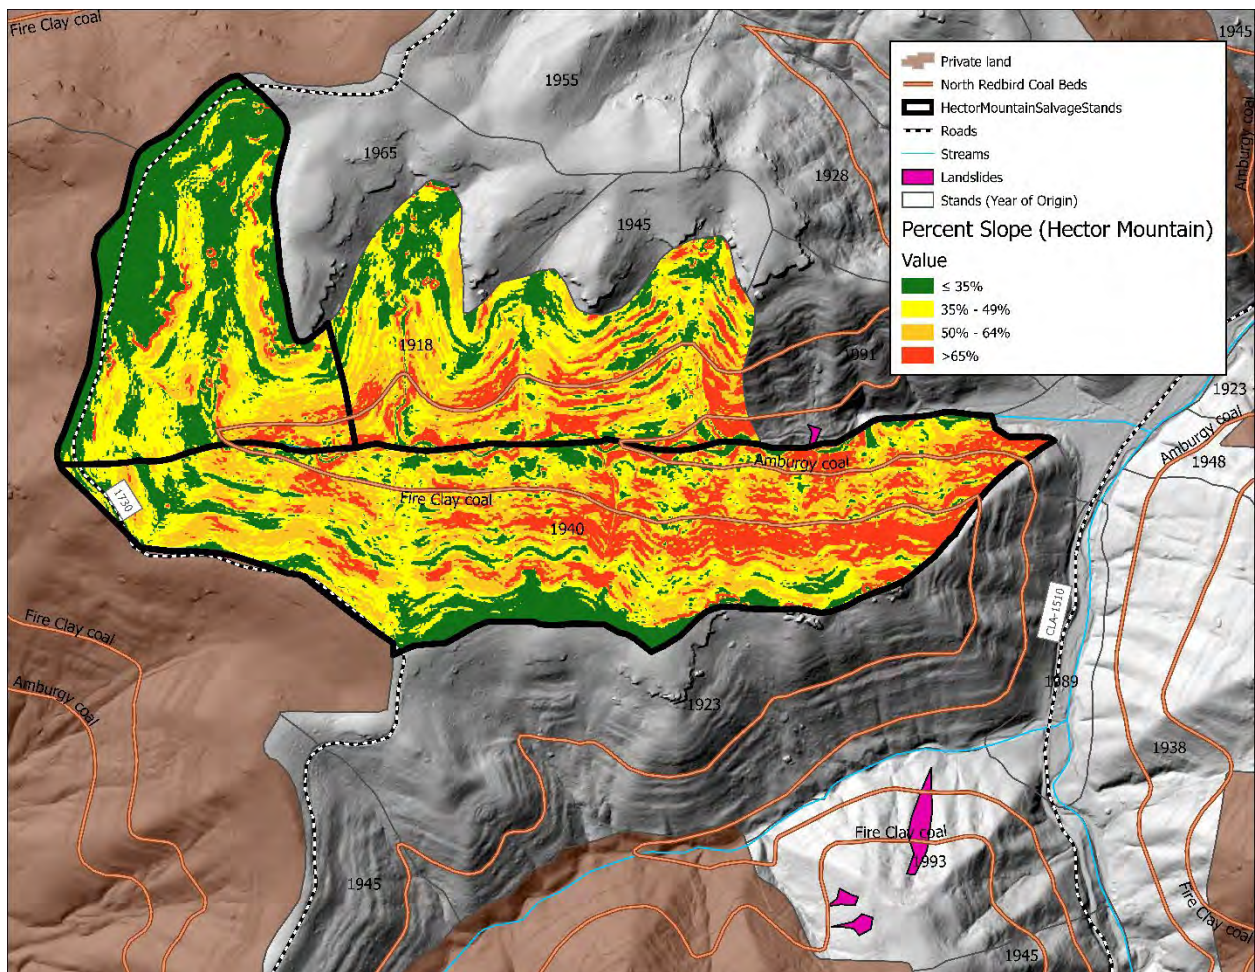 Fire Clay coal
1945
1955
Private land
North Redbird Coal Beds
HectorMountainSalvageStands
Roads
Streams
Landslides
Stands (Year of Origin)
Percent Slope (Hector Mountain)
Value
≤ 35%
35% - 49%
50% - 64%
>65%
Amburgy coal
1965
1928
1945
1918
1991
1923
Amburgy coal
1948
Amburgy coal
1730
Fire Clay coal
1940
CLA-1510
Fire Clay coal
Amburgy coal
1989
1923
1938
Fire Clay coal
1993
1945
Fire Clay coal
1945